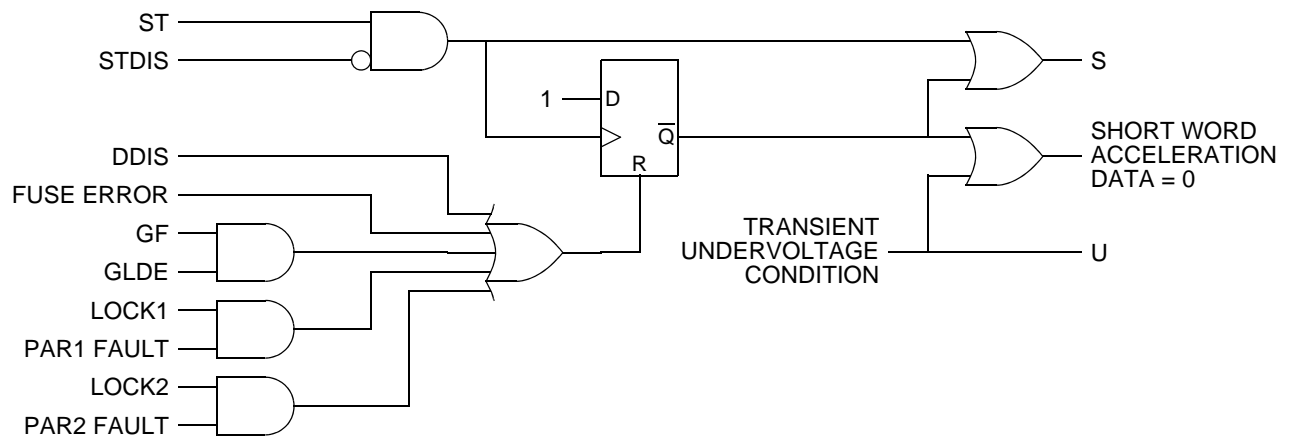 ST
STDIS
S
1
D
Q
R
SHORT WORD
ACCELERATION
DATA = 0
DDIS
FUSE ERROR
GF
GLDE
TRANSIENT
UNDERVOLTAGE
CONDITION
U
LOCK1
PAR1 FAULT
LOCK2
PAR2 FAULT